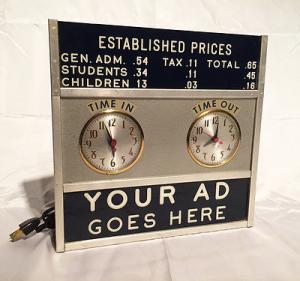 ESTABLISHED PRICES
GEN. ADM. .54 TAX .11 TOTAL .65
STUDENTS .34 .11 .45
CHILDREN 13 .03 .16
TIME IN TIME OUT
YOUR AD
GOES HERE